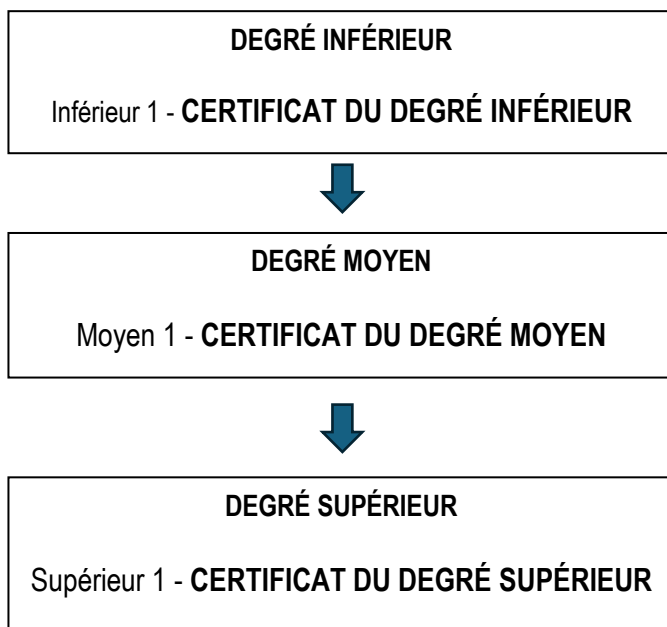 DEGRÉ INFÉRIEUR
Inférieur 1 - CERTIFICAT DU DEGRÉ INFÉRIEUR
DEGRÉ MOYEN
Moyen 1 - CERTIFICAT DU DEGRÉ MOYEN
DEGRÉ SUPÉRIEUR
Supérieur 1 - CERTIFICAT DU DEGRÉ SUPÉRIEUR